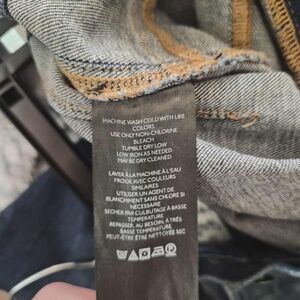 MACHINE WASH COLD WITH LIKE
COLORS
USE ONLY NON-CHLORINE
BLEACH
TUMBLE DRY LOW
LOW IRON AS NEEDED
MAY BE DRY CLEANED
LAVER À LA MACHINE À L'EAU
FROIDE AVEC COULEURS
SIMILAIRES
UTILISER UN AGENT DE
BLANCHIMENT SANS CHLORE SI
NÉCESSAIRE
SÉCHER PAR CULBUTAGE À BASSE
TEMPÉRATURE
REPASSER, AU BESOIN, À TRÈS
BASSE TEMPÉRATURE
PEUT-ÊTRE ÊTRE NETTOYÉ SEC